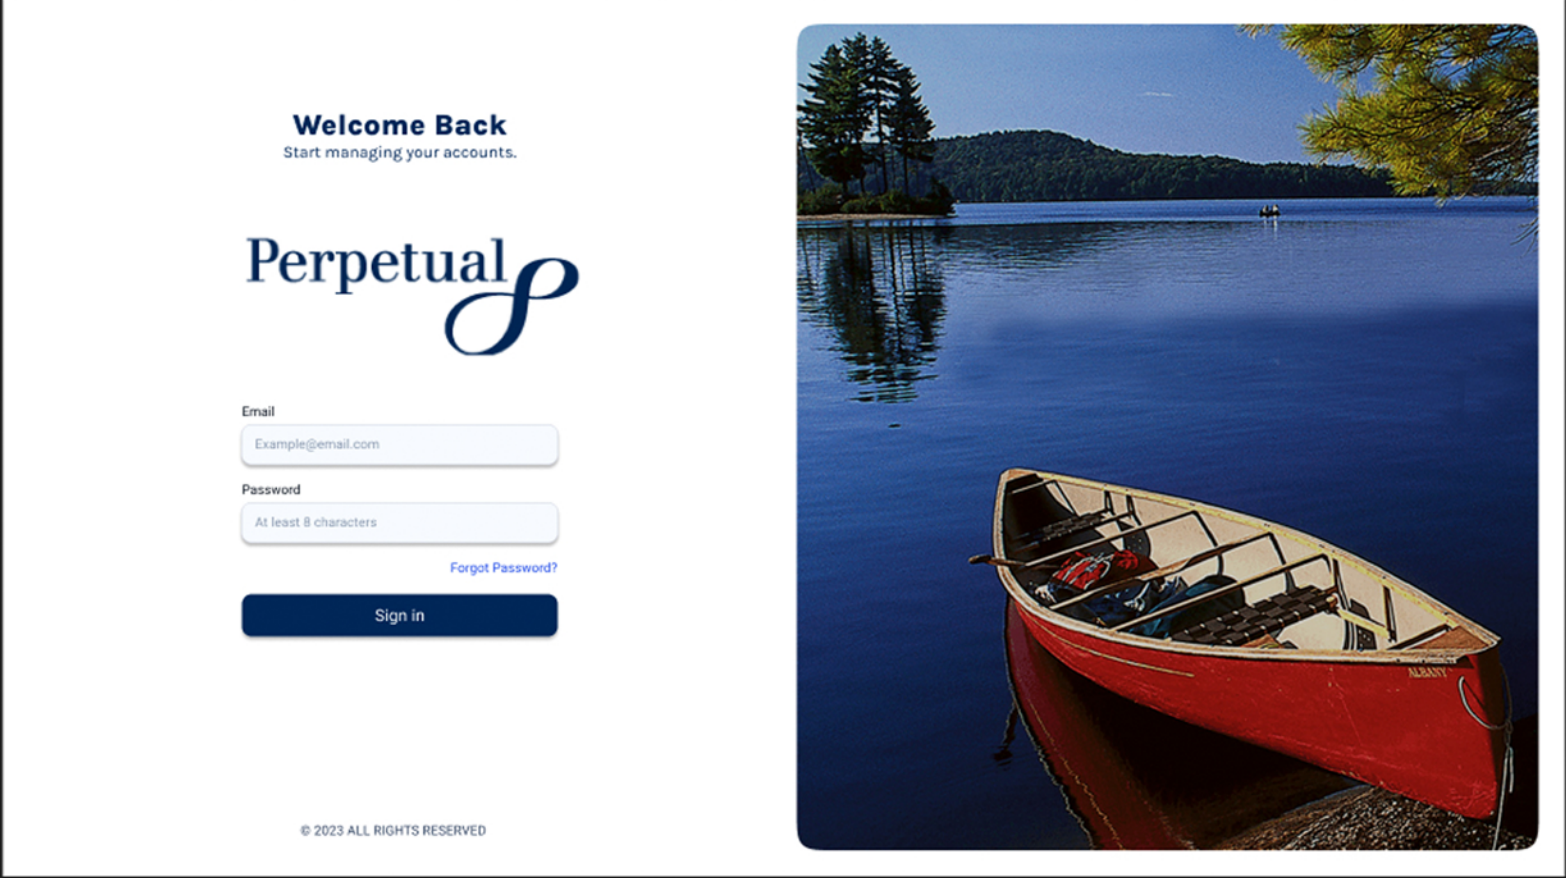 Welcome Back
Start managing your accounts.
Perpetual
Email
Example@email.com
Password
At least 8 characters
Forgot Password?
Sign in
© 2023 ALL RIGHTS RESERVED
ALBANY